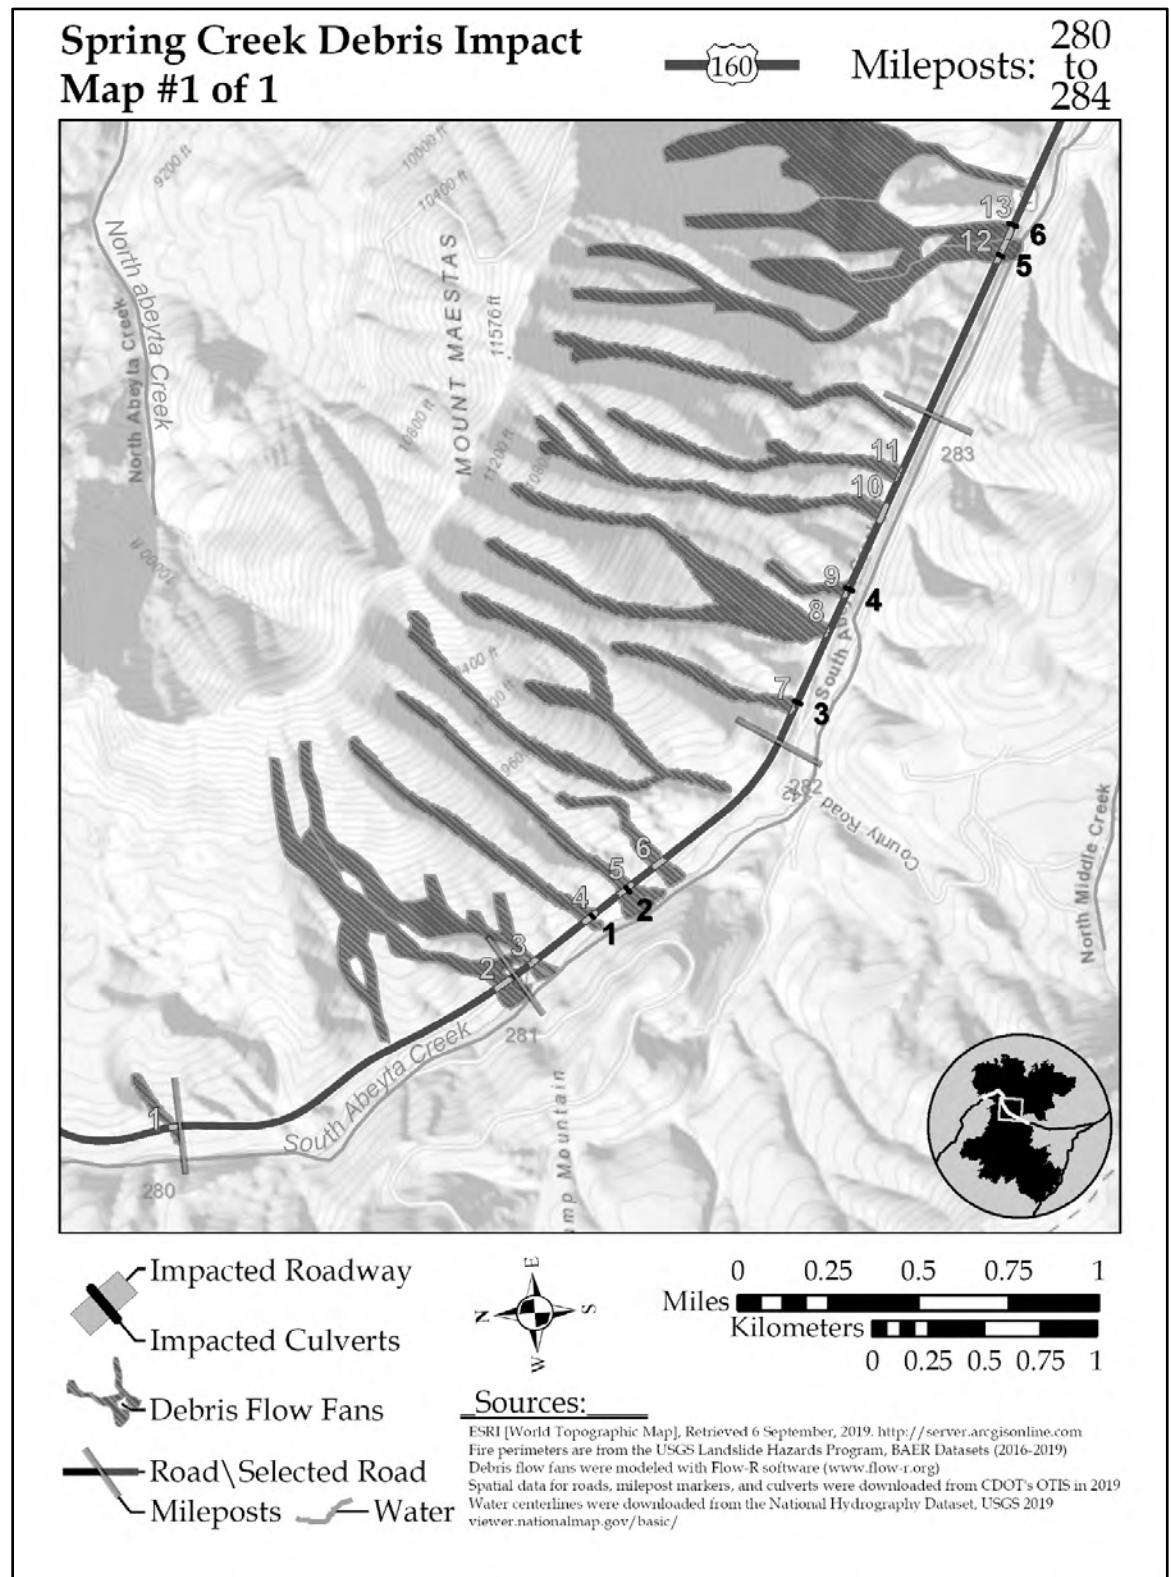 Spring Creek Debris Impact
Map #1 of 1
160
Mileposts:
280
to
284
9200 ft
10000 ft
10400 ft
North abeyta Creek
North Abeyta Creek
MOUNT MAESTAS
11576 ft
13
6
12
5
10800 ft
11200 ft
283
11
10
10000 ft
9
4
8
South Abey
7
3
282
County Road 42
North Middle Creek
6
5
2
4
1
3
2
281
South Abeyta Creek
1
280
mp Mountain
Impacted Roadway
Impacted Culverts
Debris Flow Fans
Road\Selected Road
Mileposts
Water
N
E
S
W
0 0.25 0.5 0.75 1
Miles
Kilometers
0 0.25 0.5 0.75 1
Sources:
ESRI [World Topographic Map], Retrieved 6 September, 2019. http://server.arcgisonline.com
Fire perimeters are from the USGS Landslide Hazards Program, BAER Datasets (2016-2019)
Debris flow fans were modeled with Flow-R software (www.flow-r.org)
Spatial data for roads, milepost markers, and culverts were downloaded from CDOT's OTIS in 2019
Water centerlines were downloaded from the National Hydrography Dataset, USGS 2019
viewer.nationalmap.gov/basic/